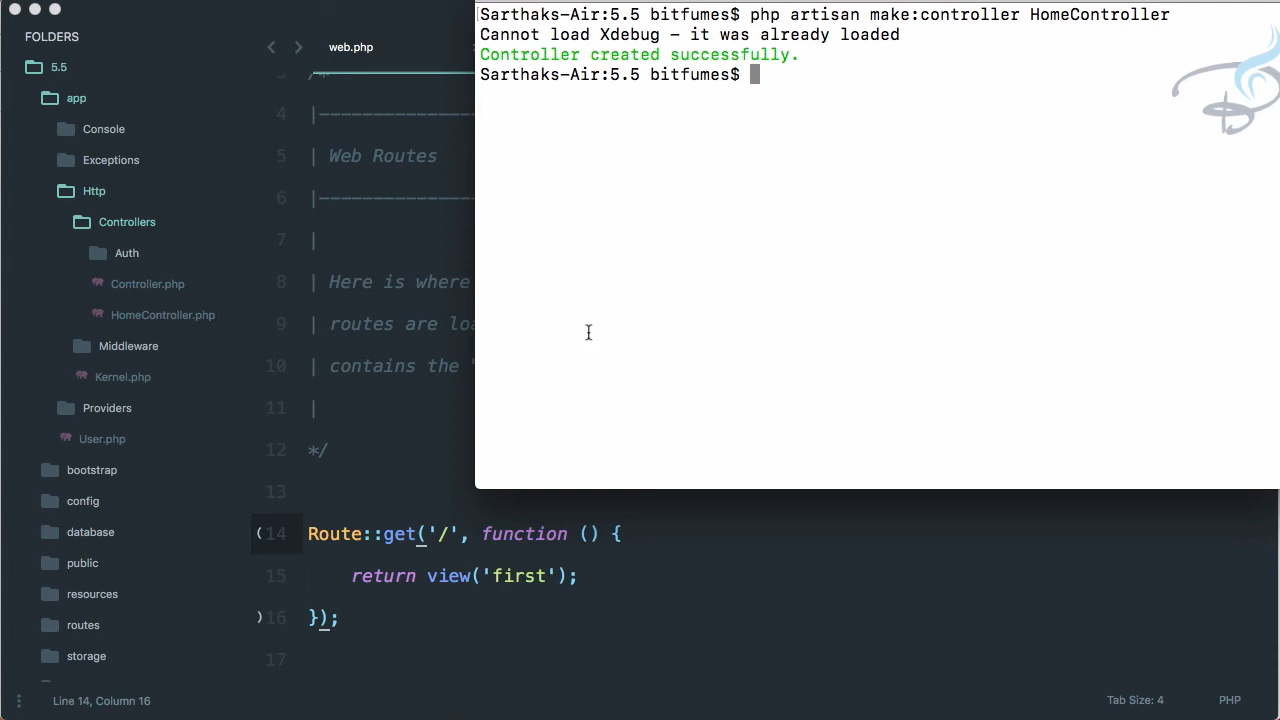 FOLDERS
5.5
app
Console
Exceptions
Http
Controllers
Auth
Controller.php
HomeController.php
Middleware
Kernel.php
Providers
User.php
bootstrap
config
database
public
resources
routes
storage
web.php
4 |---------------
5 | Web Routes
6 |---------------
7 |
8 | Here is where
9 | routes are loa
10 | contains the "
11 |
12 */
13
14 Route::get('/', function () {
15 return view('first');
16 });
17
Sarthaks-Air:5.5 bitfumes$ php artisan make:controller HomeController
Cannot load Xdebug - it was already loaded
Controller created successfully.
Sarthaks-Air:5.5 bitfumes$
Line 14, Column 16
Tab Size: 4
PHP